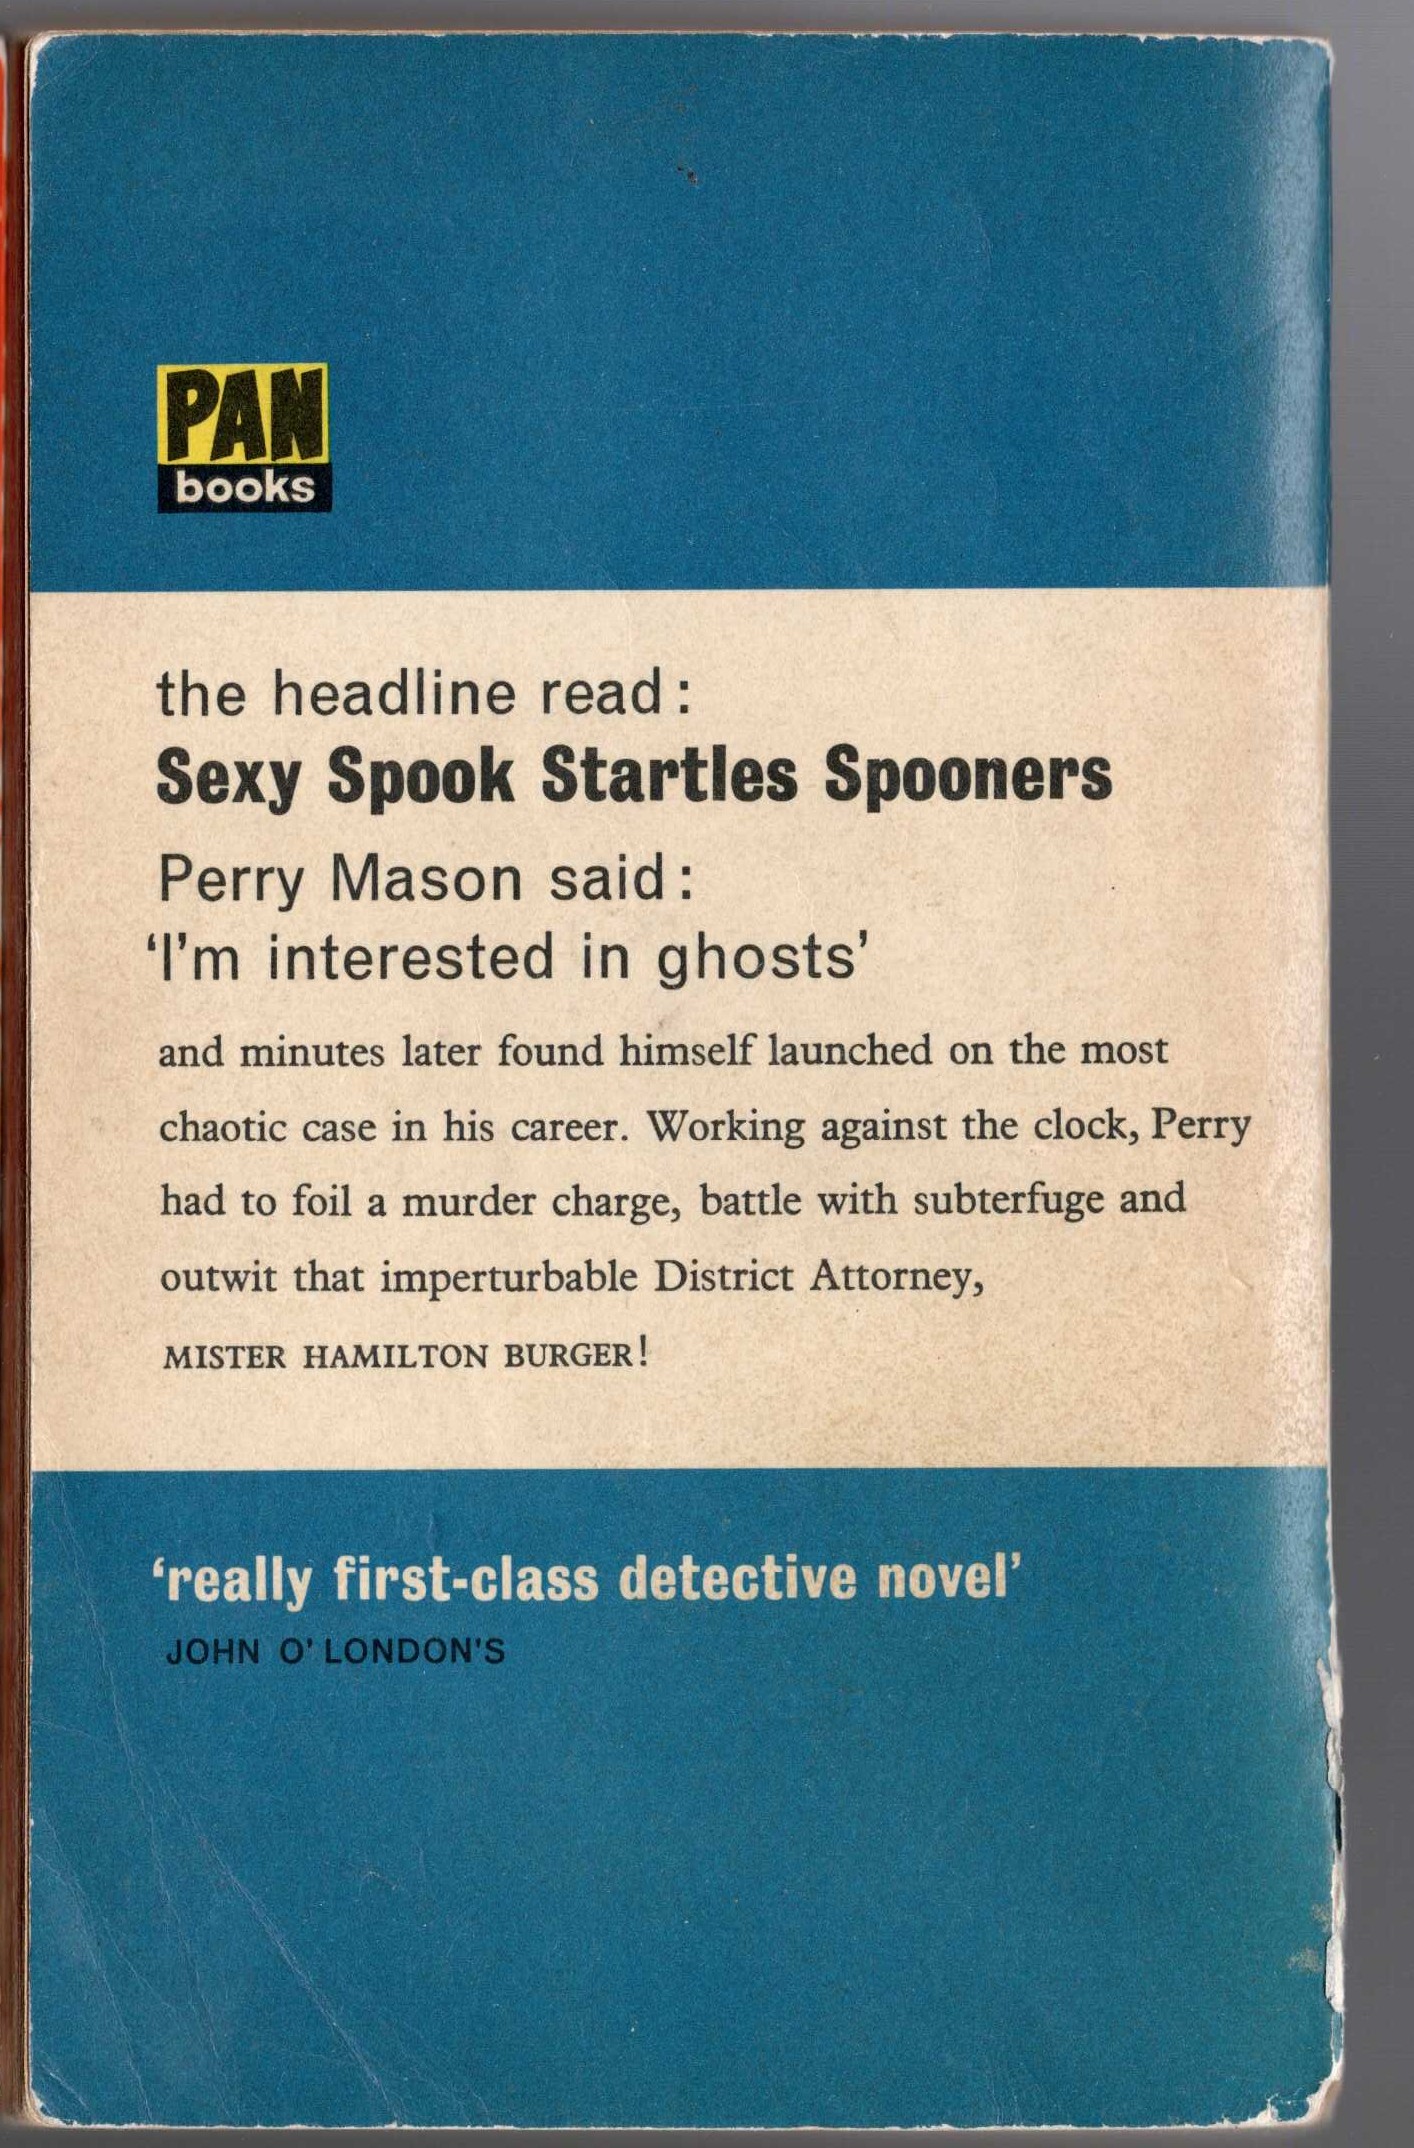 PAN
books
the headline read:
Sexy Spook Startles Spooners
Perry Mason said:
‘I’m interested in ghosts’
and minutes later found himself launched on the most
chaotic case in his career. Working against the clock, Perry
had to foil a murder charge, battle with subterfuge and
outwit that imperturbable District Attorney,
MISTER HAMILTON BURGER!
‘really first-class detective novel’
JOHN O' LONDON'S